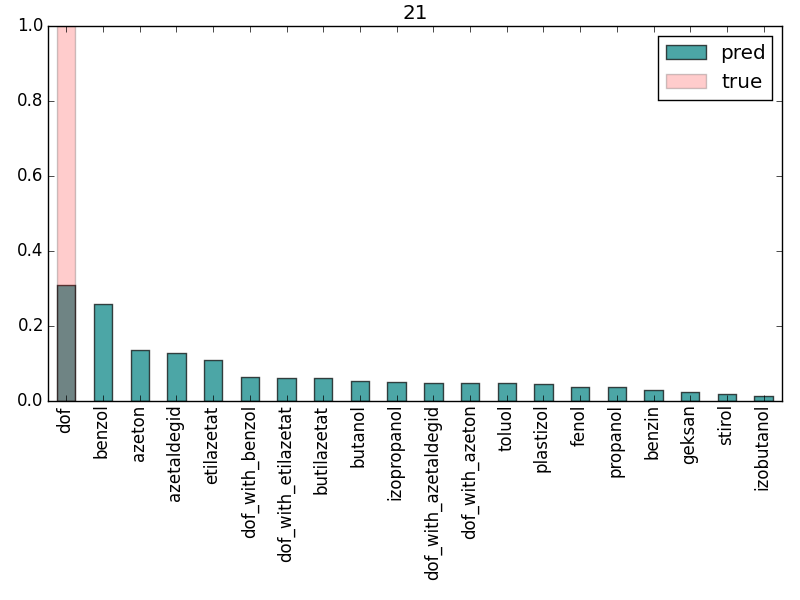 21
1.0
0.8
0.6
0.4
0.2
0.0
pred
true
dof
benzol
azeton
azetaldegid
etilazetat
dof_with_benzol
dof_with_etilazetat
butilazetat
butanol
izopropanol
dof_with_azetaldegid
dof_with_azeton
toluol
plastizol
fenol
propanol
benzin
geksan
stirol
izobutanol